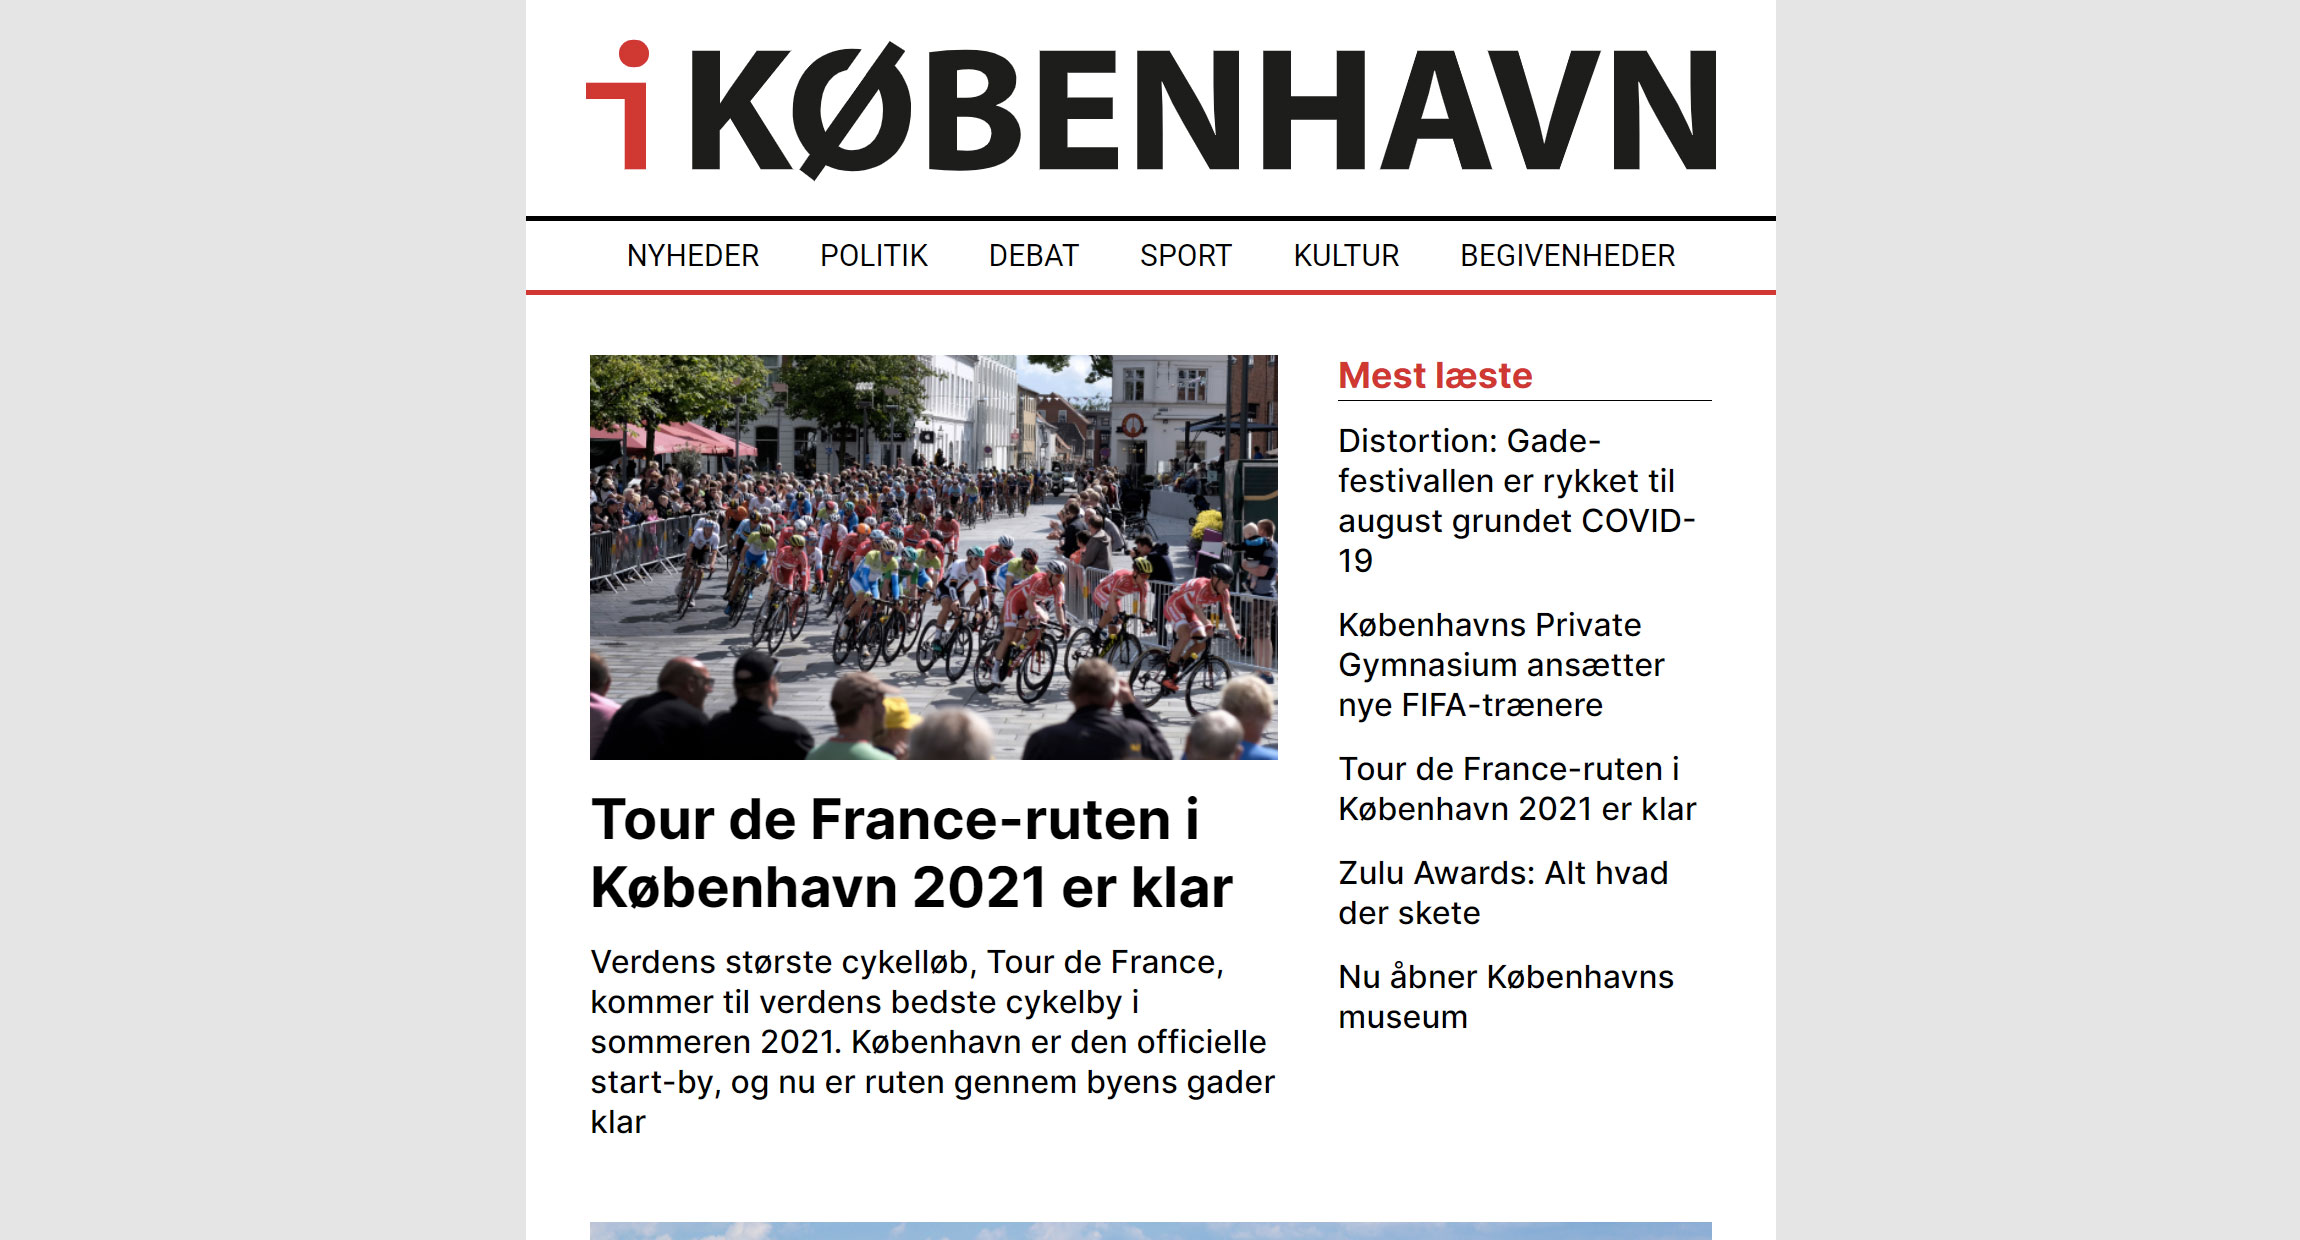 i KØBENHAVN
NYHEDER POLITIK DEBAT SPORT KULTUR BEGIVENHEDER
Tour de France-ruten i
København 2021 er klar
Verdens største cykelløb, Tour de France,
kommer til verdens bedste cykelby i
sommeren 2021. København er den officielle
start-by, og nu er ruten gennem byens gader
klar
Mest læste
Distortion: Gade-
festivallen er rykket til
august grundet COVID-
19
Københavns Private
Gymnasium ansætter
nye FIFA-trænere
Tour de France-ruten i
København 2021 er klar
Zulu Awards: Alt hvad
der skete
Nu åbner Københavns
museum